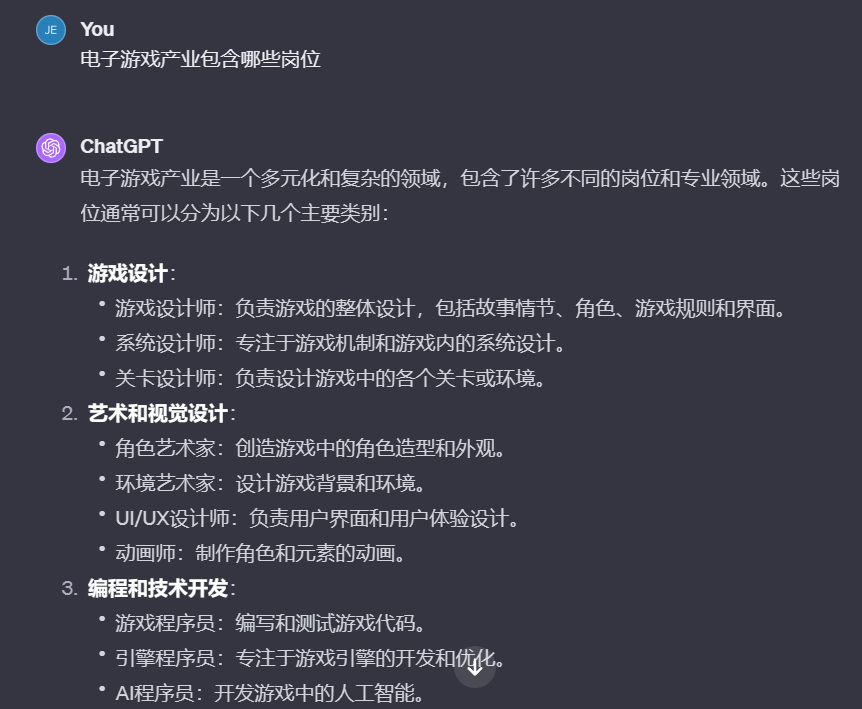 JE You
电子游戏产业包含哪些岗位
ChatGPT
电子游戏产业是一个多元化和复杂的领域，包含了许多不同的岗位和专业领域。这些岗
位通常可以分为以下几个主要类别：
1. 游戏设计：
• 游戏设计师：负责游戏的整体设计，包括故事情节、角色、游戏规则和界面。
• 系统设计师：专注于游戏机制和游戏内的系统设计。
• 关卡设计师：负责设计游戏中的各个关卡或环境。
2. 艺术和视觉设计：
• 角色艺术家：创造游戏中的角色造型和外观。
• 环境艺术家：设计游戏背景和环境。
• UI/UX设计师：负责用户界面和用户体验设计。
• 动画师：制作角色和元素的动画。
3. 编程和技术开发：
• 游戏程序员：编写和测试游戏代码。
• 引擎程序员：专注于游戏引擎的开发和优化。
• AI程序员：开发游戏中的人工智能。